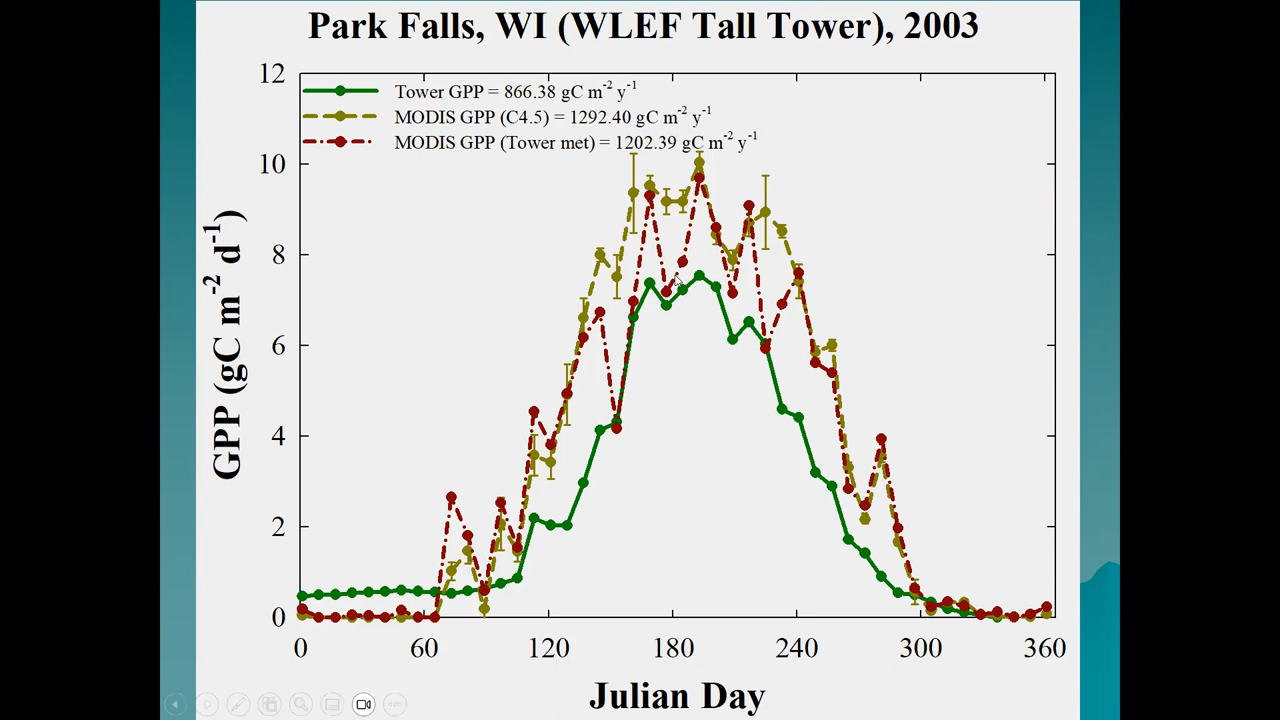 Park Falls, WI (WLEF Tall Tower), 2003
Tower GPP = 866.38 gC m⁻² y⁻¹
MODIS GPP (C4.5) = 1292.40 gC m⁻² y⁻¹
MODIS GPP (Tower met) = 1202.39 gC m⁻² y⁻¹
12
10
8
6
4
2
0
GPP (gC m⁻² d⁻¹)
0 60 120 180 240 300 360
Julian Day